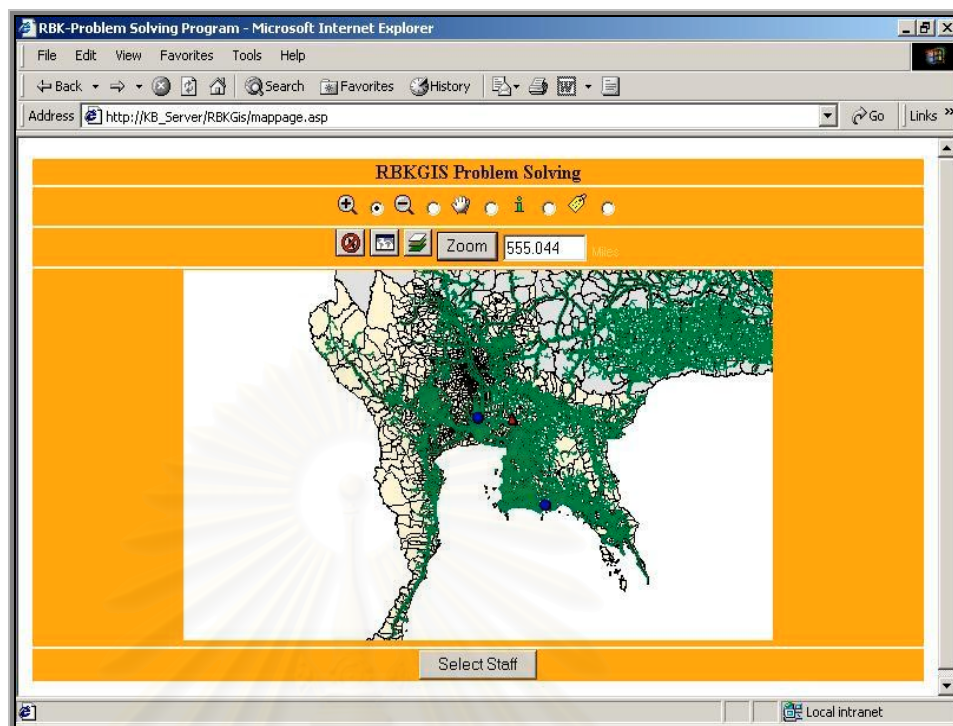 RBK-Problem Solving Program - Microsoft Internet Explorer
File Edit View Favorites Tools Help
Back Search Favorites History
Address http://KB_Server/RBKGis/mappage.asp Go Links »
RBKGIS Problem Solving
Zoom 555.044 Miles
Select Staff
Local intranet